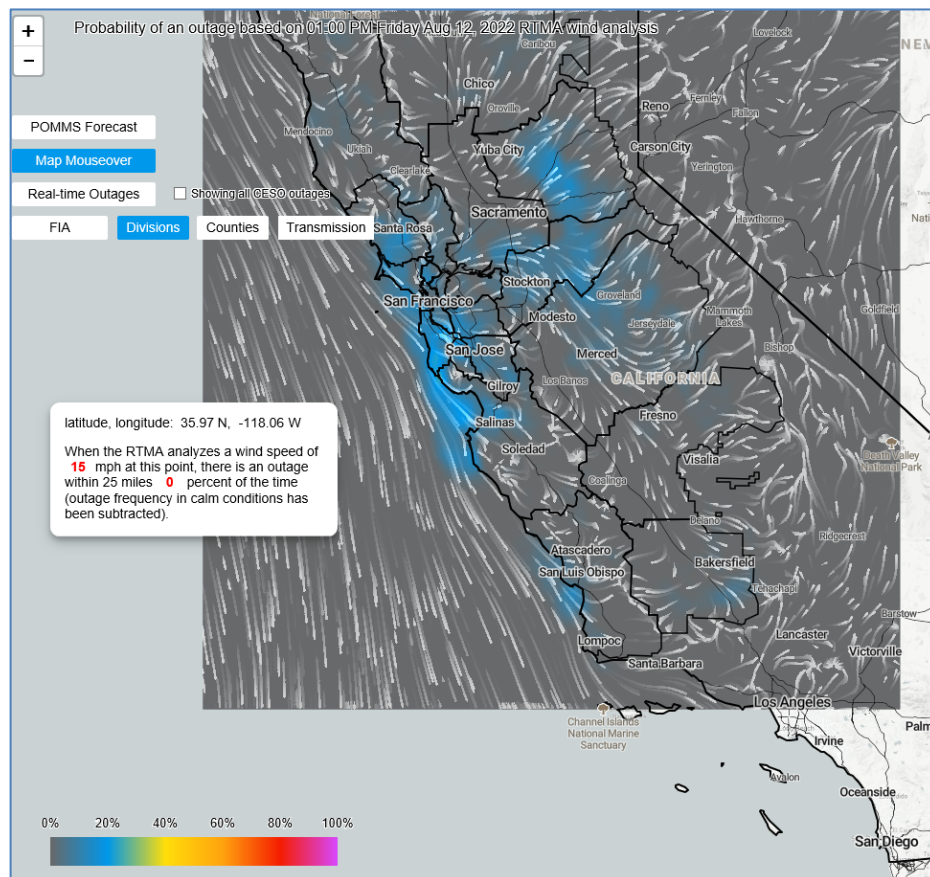 +
Probability of an outage based on 01:00 PM Friday Aug 12, 2022 RTMA wind analysis
−
National Forest
Caribou
Lovelock
NEV
Chico
Oroville
Reno
Fernley
Fallon
POMMS Forecast
Mendocino
Ukiah
Yuba City
Carson City
Map Mouseover
Clearlake
Yerington
Real-time Outages
Showing all CESO outages
Sacramento
Hawthorne
FIA
Divisions
Counties
Transmission
Santa Rosa
Stockton
San Francisco
Groveland
Goldfield
Modesto
Jerseydale
Mammoth
Lakes
San Jose
Merced
Bishop
Gilroy
Los Banos
CALIFORNIA
latitude, longitude: 35.97 N, -118.06 W
When the RTMA analyzes a wind speed of
15 mph at this point, there is an outage
within 25 miles 0 percent of the time
(outage frequency in calm conditions has
been subtracted).
Salinas
Fresno
Soledad
Visalia
Death Valley
National Park
Coalinga
Delano
Atascadero
Ridgecrest
San Luis Obispo
Bakersfield
Tehachapi
Barstow
Lompoc
Lancaster
Victorville
Santa Barbara
Los Angeles
Channel Islands
National Marine
Sanctuary
Palm
Irvine
Avalon
Oceanside
0% 20% 40% 60% 80% 100%
San Diego